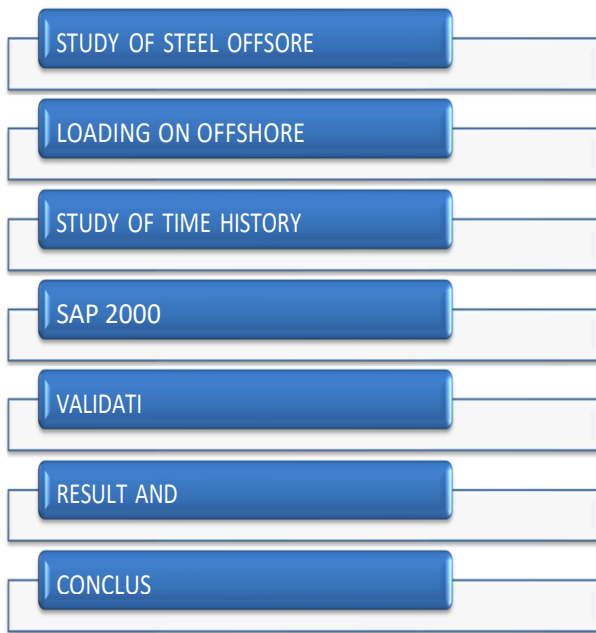 STUDY OF STEEL OFFSORE
LOADING ON OFFSHORE
STUDY OF TIME HISTORY
SAP 2000
VALIDATI
RESULT AND
CONCLUS